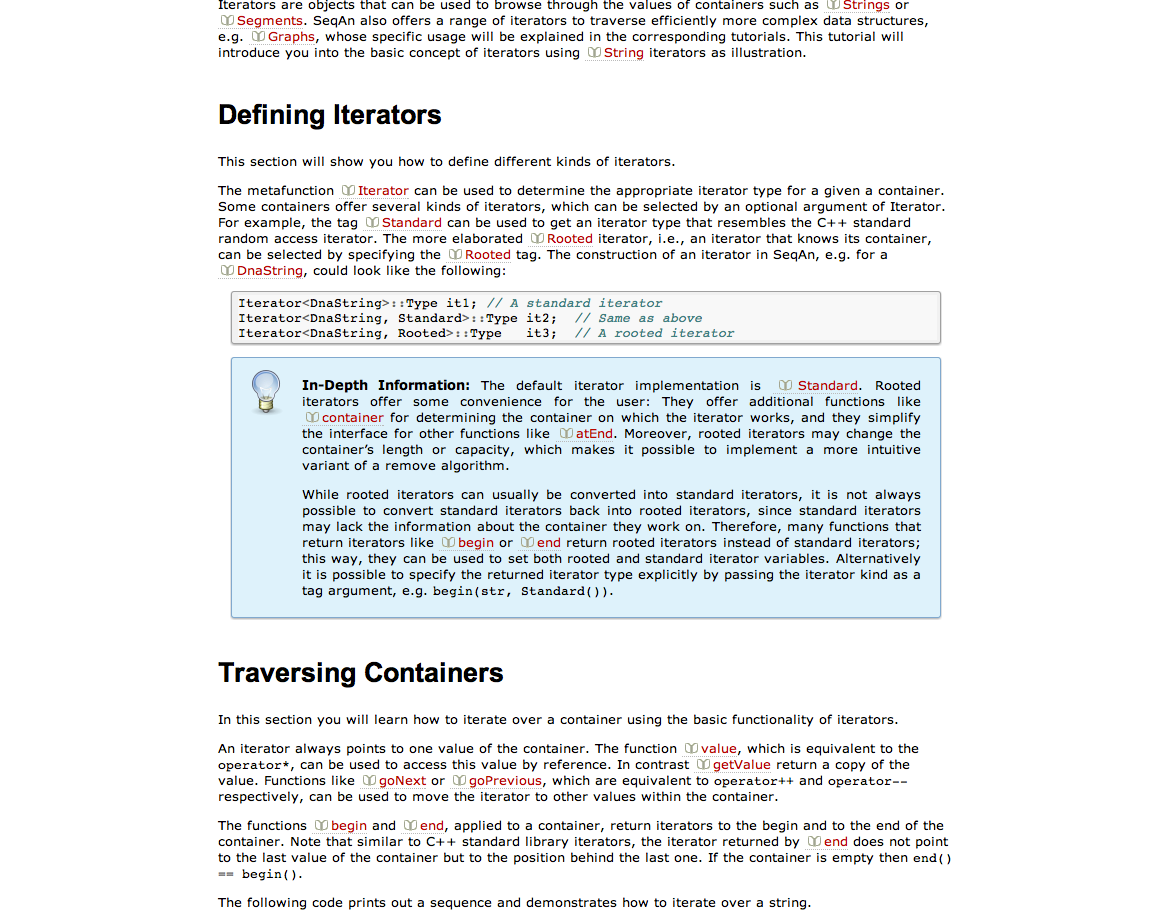 Iterators are objects that can be used to browse through the values of containers such as Strings or
Segments. SeqAn also offers a range of iterators to traverse efficiently more complex data structures,
e.g. Graphs, whose specific usage will be explained in the corresponding tutorials. This tutorial will
introduce you into the basic concept of iterators using String iterators as illustration.
Defining Iterators
This section will show you how to define different kinds of iterators.
The metafunction Iterator can be used to determine the appropriate iterator type for a given a container.
Some containers offer several kinds of iterators, which can be selected by an optional argument of Iterator.
For example, the tag Standard can be used to get an iterator type that resembles the C++ standard
random access iterator. The more elaborated Rooted iterator, i.e., an iterator that knows its container,
can be selected by specifying the Rooted tag. The construction of an iterator in SeqAn, e.g. for a
DnaString, could look like the following:
Iterator<DnaString>::Type it1; // A standard iterator
Iterator<DnaString, Standard>::Type it2;  // Same as above
Iterator<DnaString, Rooted>::Type   it3;  // A rooted iterator
In-Depth Information: The default iterator implementation is Standard. Rooted
iterators offer some convenience for the user: They offer additional functions like
container for determining the container on which the iterator works, and they simplify
the interface for other functions like atEnd. Moreover, rooted iterators may change the
container's length or capacity, which makes it possible to implement a more intuitive
variant of a remove algorithm.
While rooted iterators can usually be converted into standard iterators, it is not always
possible to convert standard iterators back into rooted iterators, since standard iterators
may lack the information about the container they work on. Therefore, many functions that
return iterators like begin or end return rooted iterators instead of standard iterators;
this way, they can be used to set both rooted and standard iterator variables. Alternatively
it is possible to specify the returned iterator type explicitly by passing the iterator kind as a
tag argument, e.g. begin(str, Standard()).
Traversing Containers
In this section you will learn how to iterate over a container using the basic functionality of iterators.
An iterator always points to one value of the container. The function value, which is equivalent to the
operator*, can be used to access this value by reference. In contrast getValue return a copy of the
value. Functions like goNext or goPrevious, which are equivalent to operator++ and operator--
respectively, can be used to move the iterator to other values within the container.
The functions begin and end, applied to a container, return iterators to the begin and to the end of the
container. Note that similar to C++ standard library iterators, the iterator returned by end does not point
to the last value of the container but to the position behind the last one. If the container is empty then end()
== begin().
The following code prints out a sequence and demonstrates how to iterate over a string.